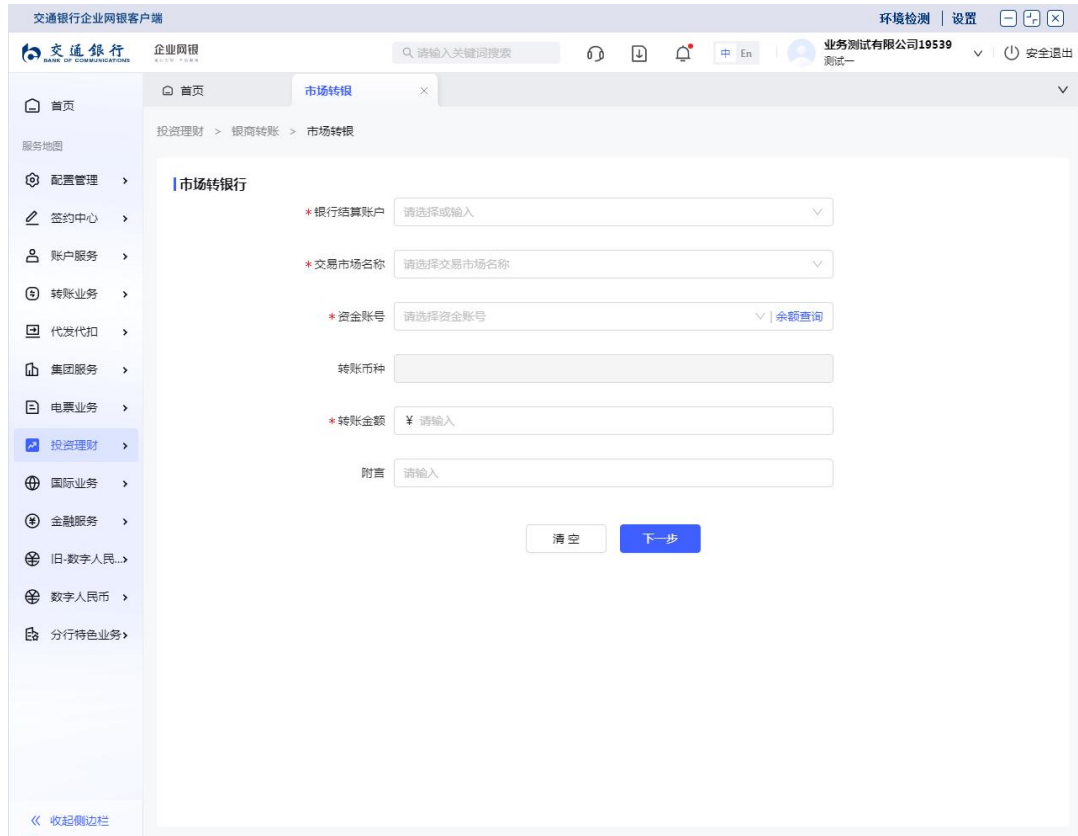 交通银行企业网银客户端
环境检测 | 设置
交通銀行 企业网银 请输入关键词搜索 中 En 业务测试有限公司19539 安全退出
BANK OF COMMUNICATIONS 测试一
首页 市场转银
首页
投资理财 > 银商转账 > 市场转银
服务地图
配置管理
签约中心
账户服务
转账业务
代发代扣
集团服务
电票业务
投资理财
国际业务
金融服务
旧-数字人民...
数字人民币
分行特色业务
收起侧边栏
市场转银行
*银行结算账户 请选择或输入
*交易市场名称 请选择交易市场名称
*资金账号 请选择资金账号 | 余额查询
转账币种
*转账金额 ¥ 请输入
附言 请输入
清空 下一步